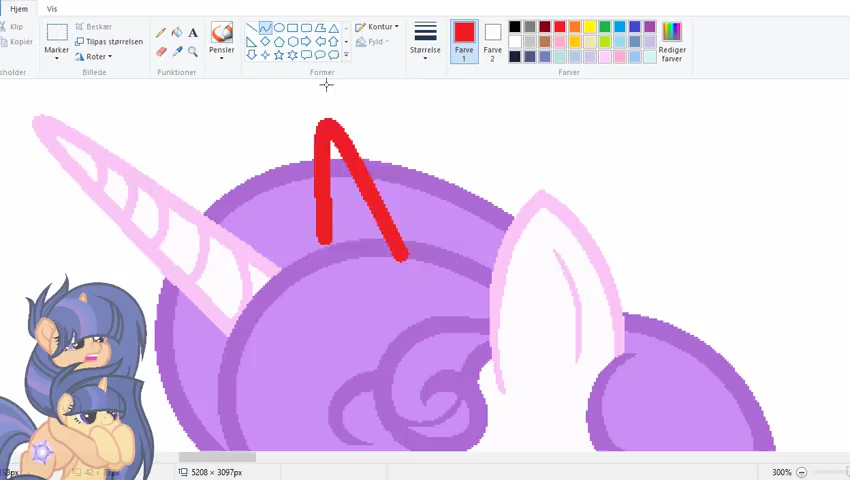 Hjem Vis
Klip
Kopiér
Beskær
Tilpas størrelsen
Roter
Marker
A
Pensler
Kontur
Fyld
Størrelse
Farve 1
Farve 2
Rediger farver
holder
Billede
Funktioner
Former
Farver
5208 × 3097px
300%